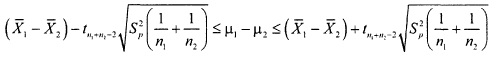 (X̄₁ − X̄₂) − t_{n₁+n₂−2} √(S_p²(1/n₁ + 1/n₂)) ≤ μ₁ − μ₂ ≤ (X̄₁ − X̄₂) + t_{n₁+n₂−2} √(S_p²(1/n₁ + 1/n₂))